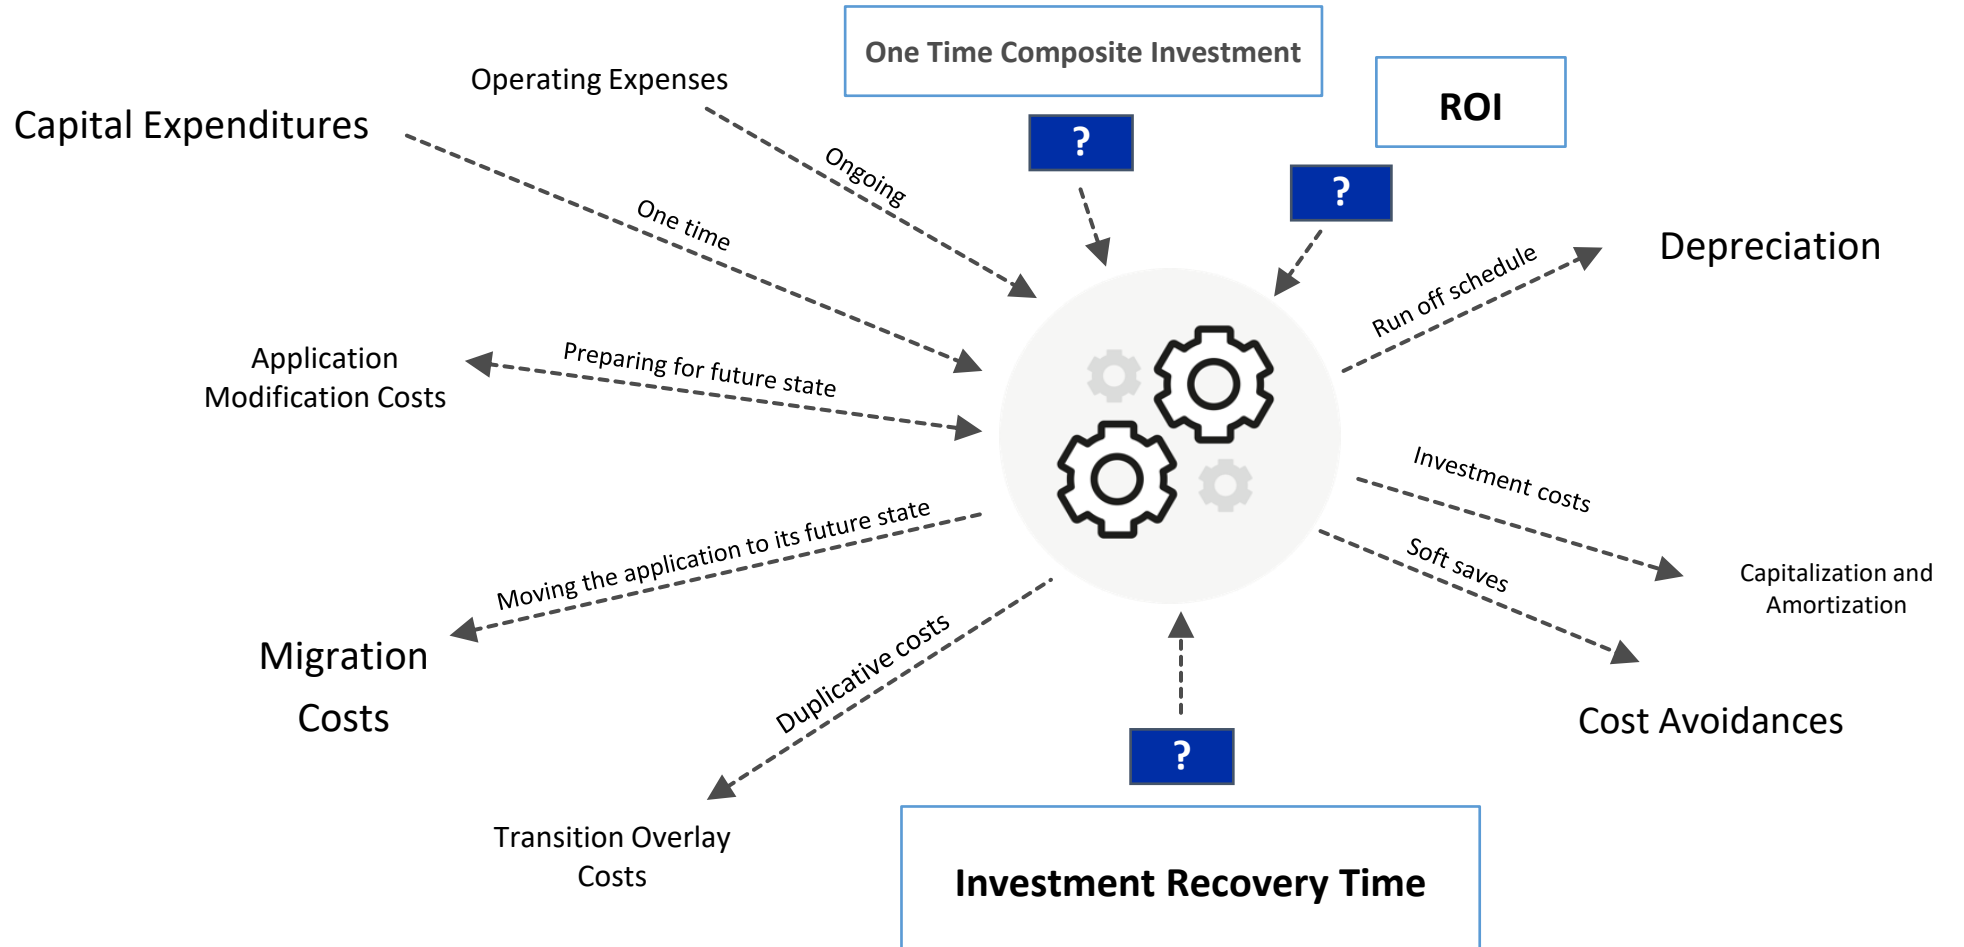 One Time Composite Investment
Operating Expenses
ROI
Capital Expenditures
?
Ongoing
?
One time
Depreciation
Run off schedule
Application
Modification Costs
Preparing for future state
Investment costs
Moving the application to its future state
Soft saves
Capitalization and
Amortization
Migration
Costs
Duplicative costs
Cost Avoidances
?
Transition Overlay
Costs
Investment Recovery Time